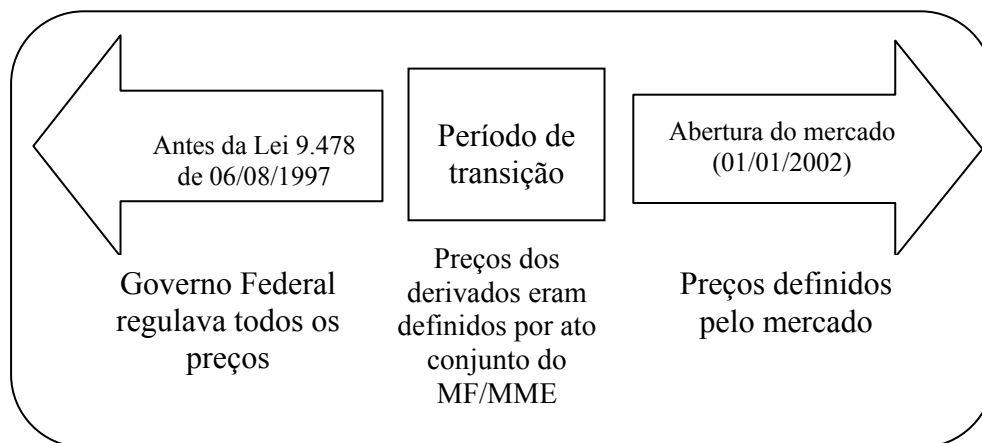 Antes da Lei 9.478
de 06/08/1997
Governo Federal
regulava todos os
preços
Período de
transição
Preços dos
derivados eram
definidos por ato
conjunto do
MF/MME
Abertura do mercado
(01/01/2002)
Preços definidos
pelo mercado